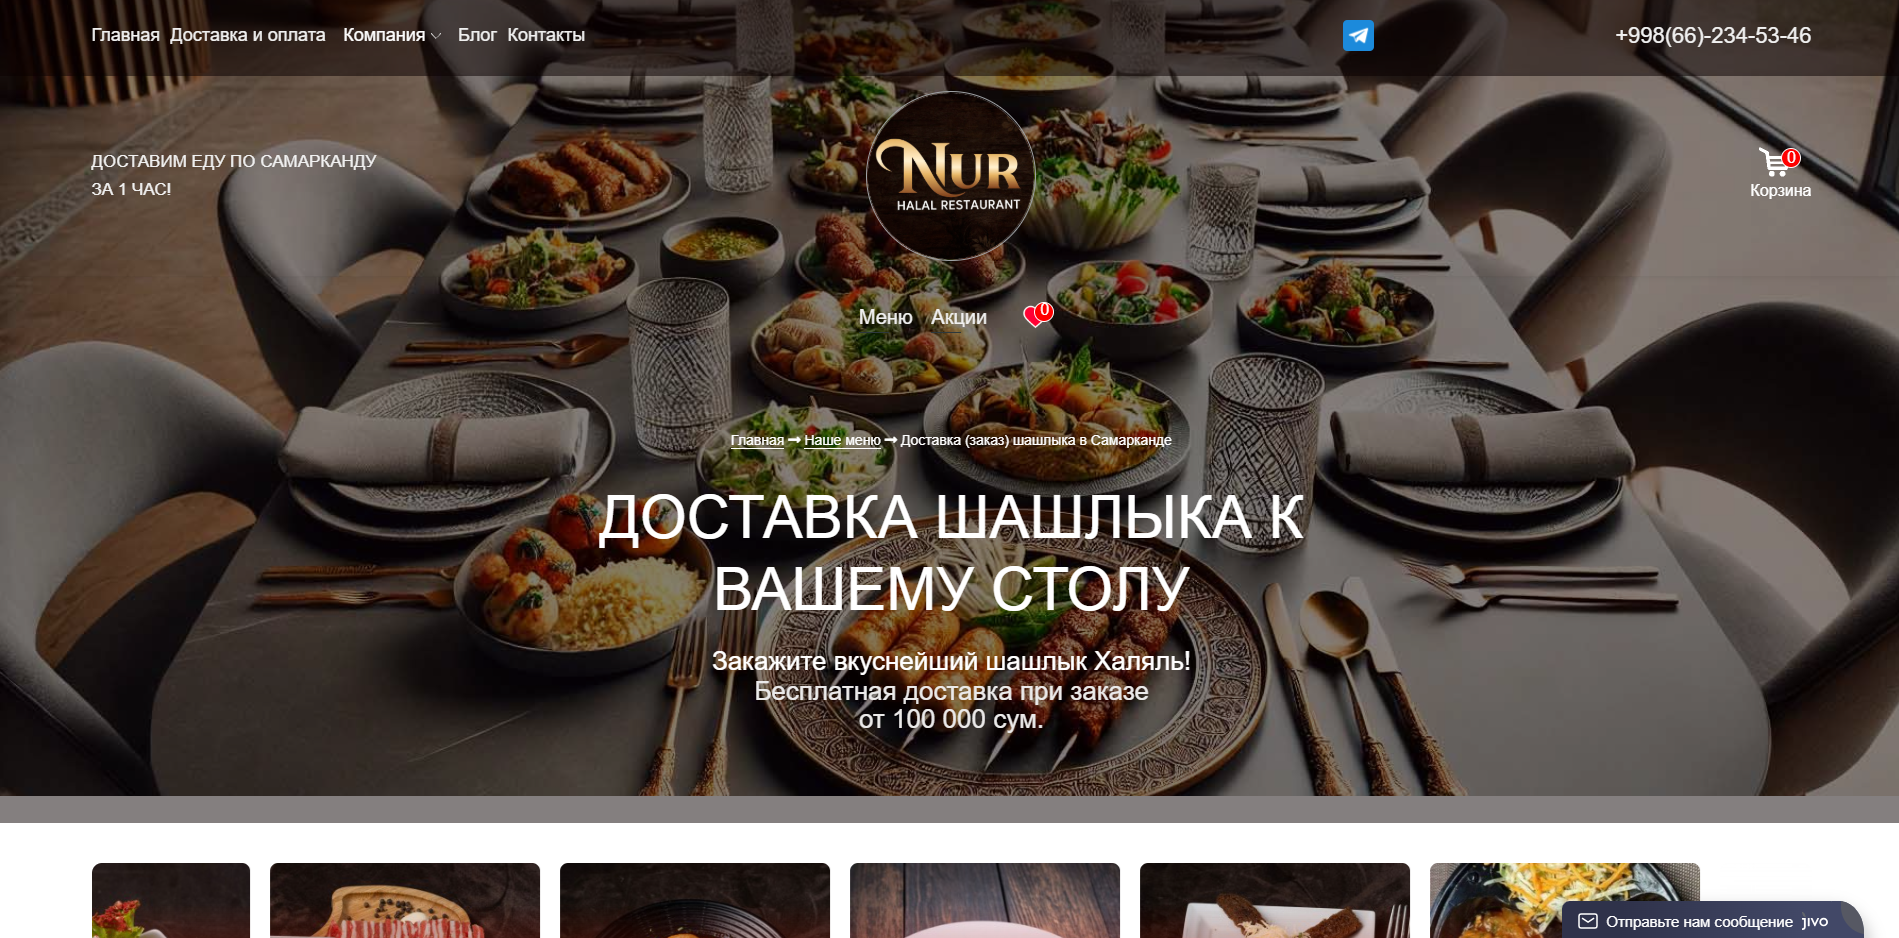 Главная Доставка и оплата Компания Блог Контакты
+998(66)-234-53-46
ДОСТАВИМ ЕДУ ПО САМАРКАНДУ
ЗА 1 ЧАС!
NUR
HALAL RESTAURANT
0
Корзина
Меню Акции 0
Главная ➞ Наше меню ➞ Доставка (заказ) шашлыка в Самарканде
ДОСТАВКА ШАШЛЫКА К
ВАШЕМУ СТОЛУ
Закажите вкуснейший шашлык Халяль!
Бесплатная доставка при заказе
от 100 000 сум.
Отправьте нам сообщение jivo